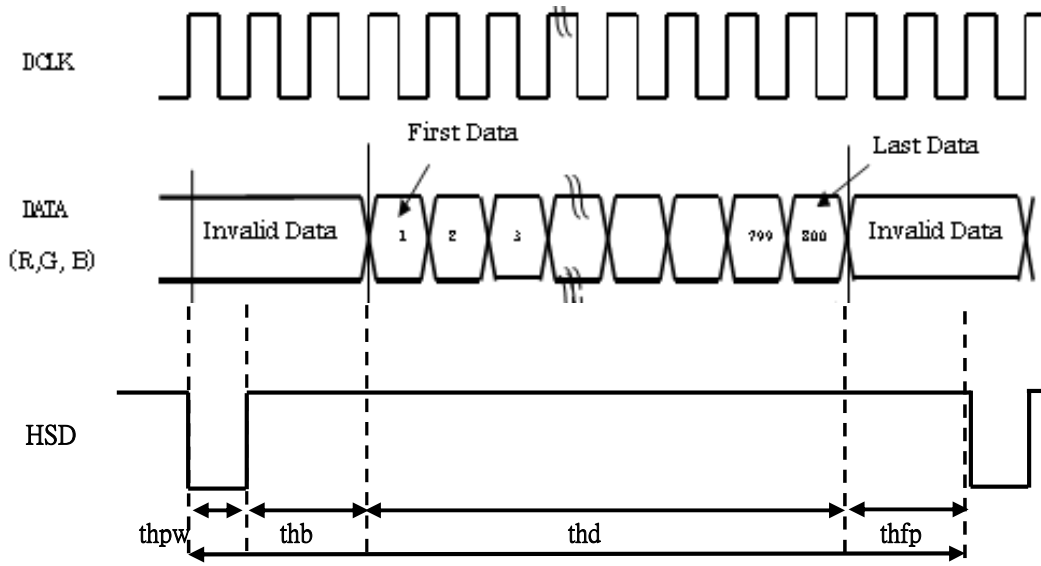 DCLK
First Data
Last Data
DATA
(R,G, B)
Invalid Data
1
2
3
799
800
Invalid Data
HSD
thpw
thb
thd
thfp